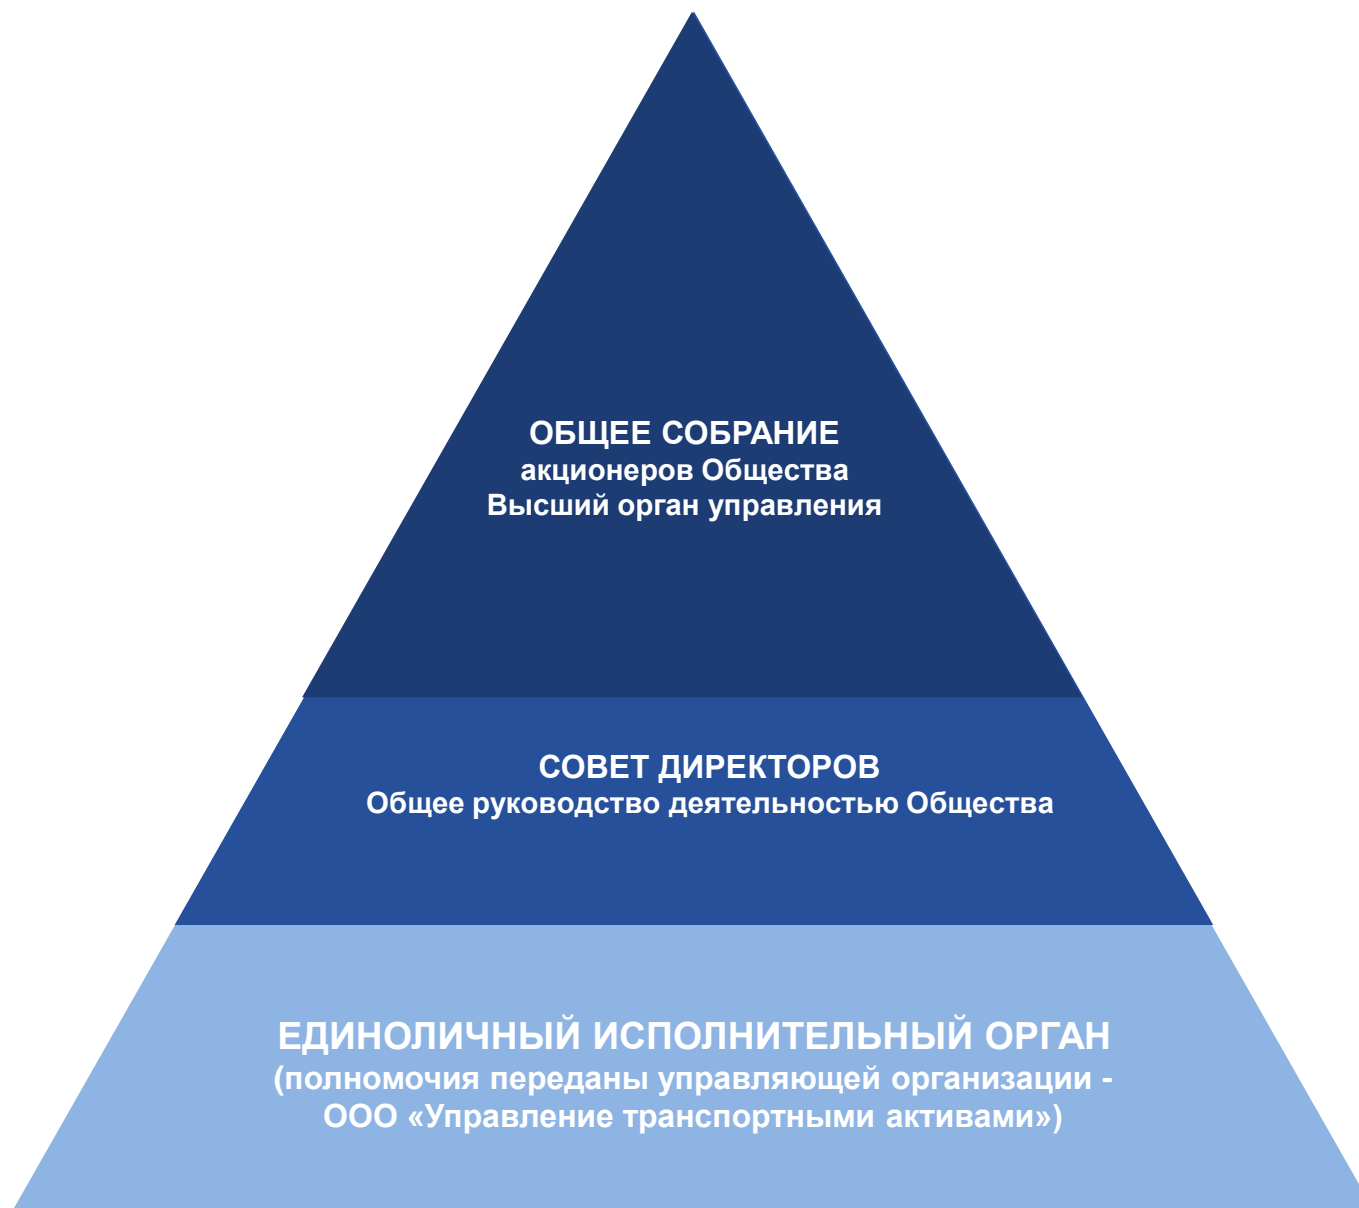 ОБЩЕЕ СОБРАНИЕ
акционеров Общества
Высший орган управления
СОВЕТ ДИРЕКТОРОВ
Общее руководство деятельностью Общества
ЕДИНОЛИЧНЫЙ ИСПОЛНИТЕЛЬНЫЙ ОРГАН
(полномочия переданы управляющей организации -
ООО «Управление транспортными активами»)